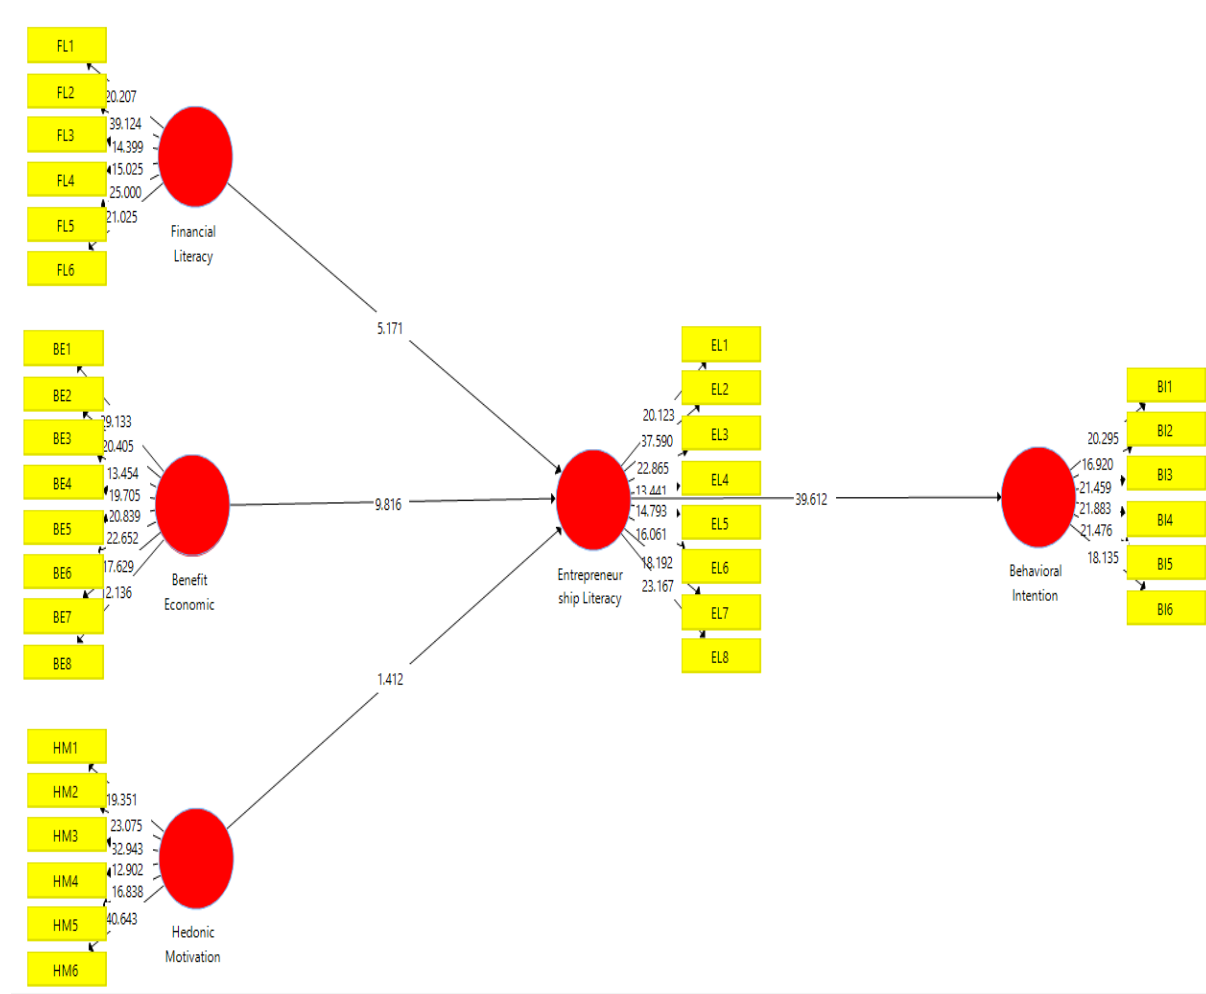 FL1
FL2
FL3
FL4
FL5
FL6
20.207
39.124
14.399
15.025
25.000
21.025
Financial
Literacy
5.171
BE1
BE2
BE3
BE4
BE5
BE6
BE7
BE8
29.133
20.405
13.454
19.705
20.839
22.652
17.629
2.136
Benefit
Economic
9.816
HM1
HM2
HM3
HM4
HM5
HM6
19.351
23.075
32.943
12.902
16.838
40.643
Hedonic
Motivation
1.412
EL1
EL2
EL3
EL4
EL5
EL6
EL7
EL8
20.123
37.590
22.865
13.441
14.793
16.061
18.192
23.167
Entrepreneur
ship Literacy
39.612
BI1
BI2
BI3
BI4
BI5
BI6
20.295
16.920
21.459
21.883
21.476
18.135
Behavioral
Intention